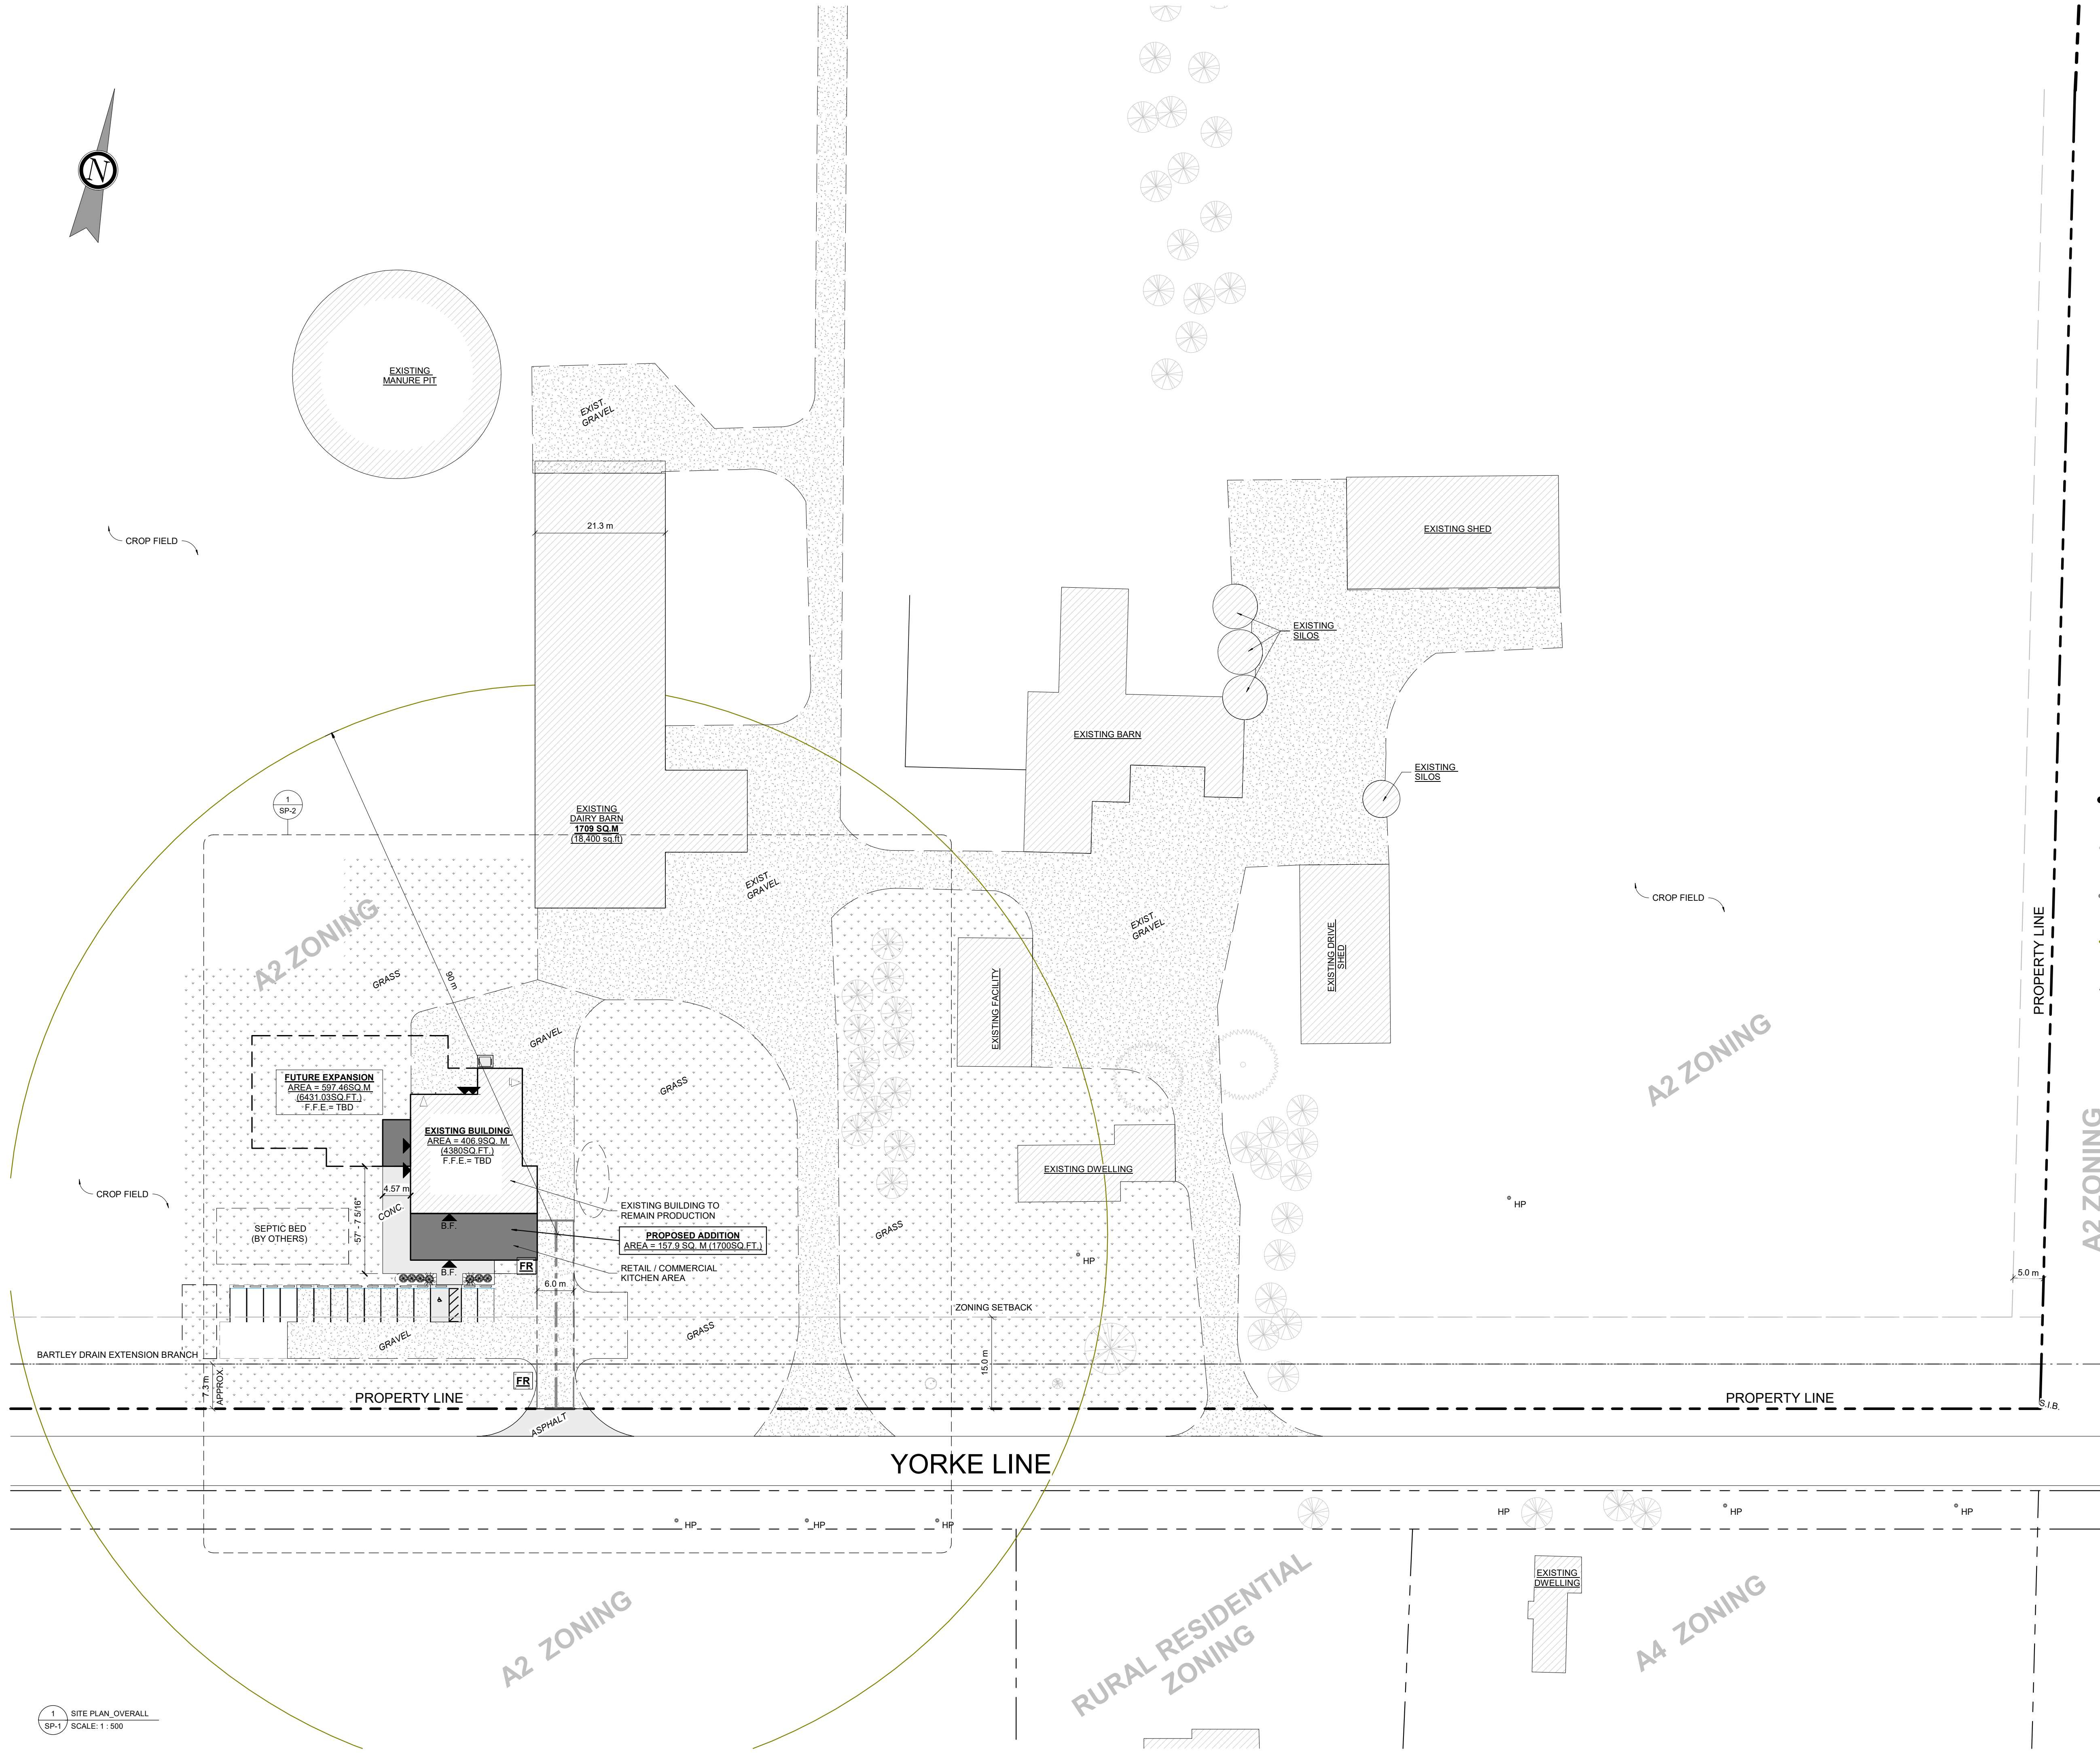 N
EXISTING
MANURE PIT
EXIST.
GRAVEL
21.3 m
CROP FIELD
EXISTING SHED
EXISTING
SILOS
EXISTING BARN
EXISTING
SILOS
1
SP-2
EXISTING
DAIRY BARN
1709 SQ.M
(18,400 sq.ft)
EXIST.
GRAVEL
EXIST.
GRAVEL
CROP FIELD
A2 ZONING
GRASS
90 m
EXISTING FACILITY
EXISTING DRIVE
SHED
PROPERTY LINE
GRAVEL
A2 ZONING
FUTURE EXPANSION
AREA = 597.46SQ.M
(6431.03SQ.FT.)
F.F.E.= TBD
GRASS
EXISTING BUILDING
AREA = 406.9SQ. M
(4380SQ.FT.)
F.F.E.= TBD
EXISTING DWELLING
A2 ZONING
CROP FIELD
4.57 m
57' - 7 5/16"
CONC.
HP
EXISTING BUILDING TO
REMAIN PRODUCTION
SEPTIC BED
(BY OTHERS)
B.F.
PROPOSED ADDITION
AREA = 157.9 SQ. M (1700SQ.FT.)
GRASS
HP
RETAIL / COMMERCIAL
KITCHEN AREA
FR
B.F.
6.0 m
5.0 m
ZONING SETBACK
GRASS
GRAVEL
BARTLEY DRAIN EXTENSION BRANCH
15.0 m
7.3 m
APPROX.
FR
PROPERTY LINE
PROPERTY LINE
S.I.B.
ASPHALT
YORKE LINE
HP
HP
HP
HP
HP
HP
A2 ZONING
RURAL RESIDENTIAL
ZONING
EXISTING
DWELLING
A4 ZONING
1
SP-1
SITE PLAN_OVERALL
SCALE: 1 : 500